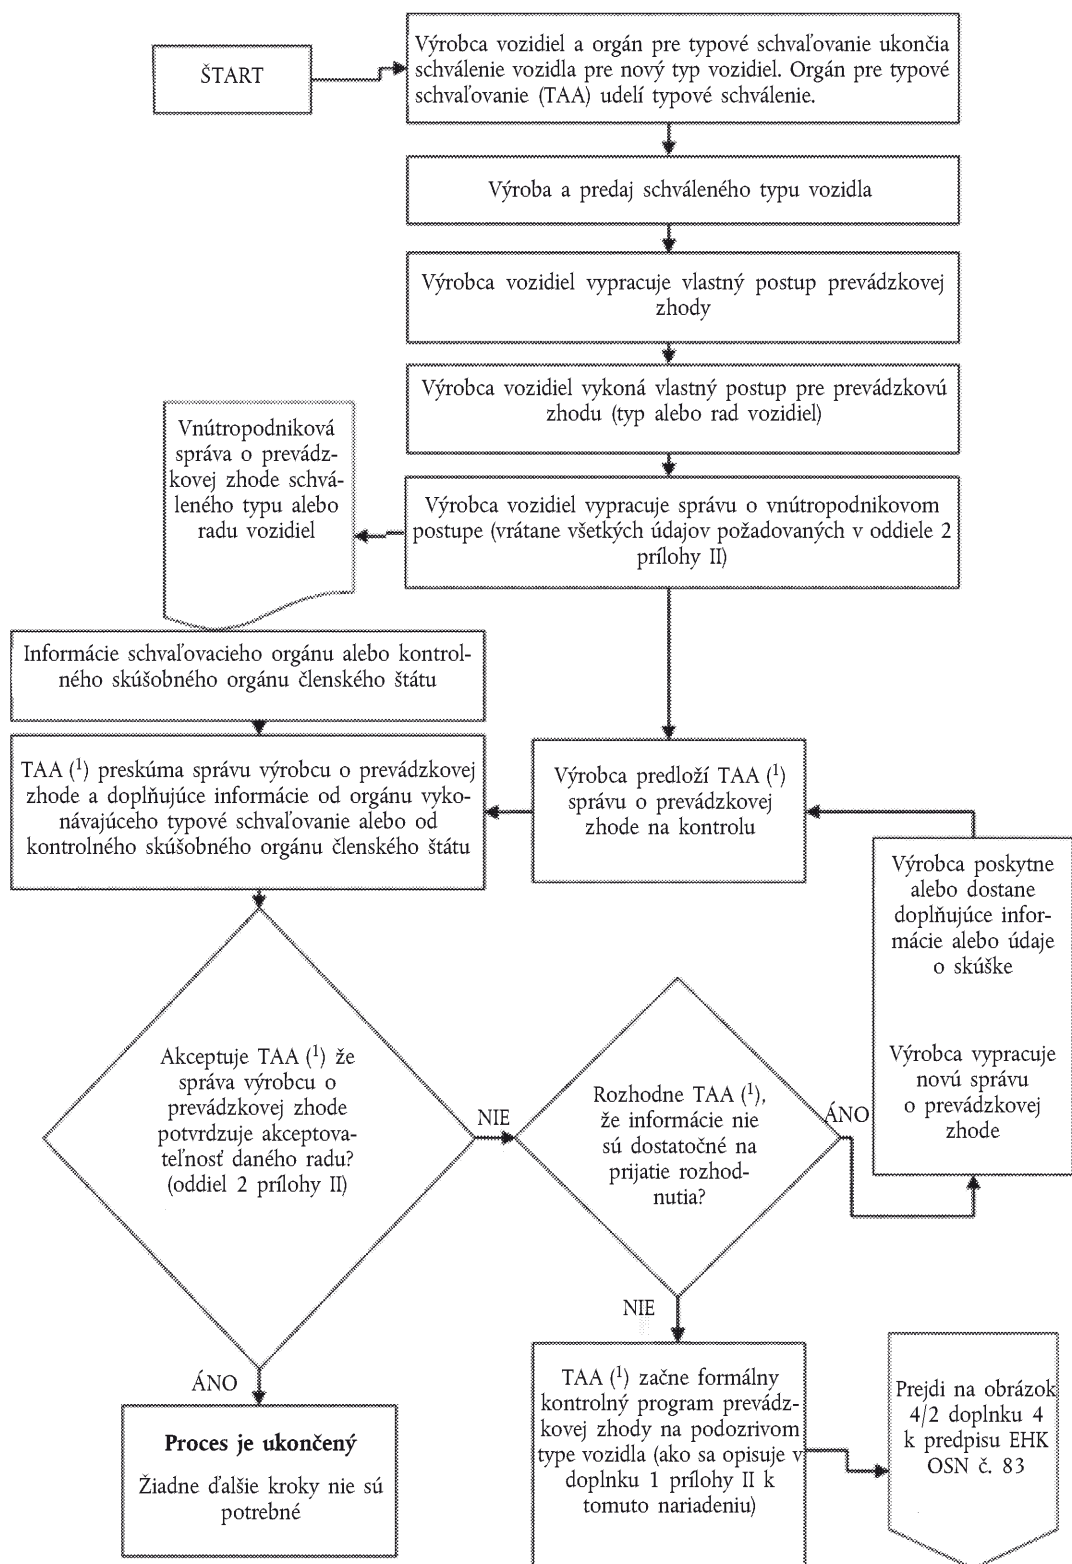 ŠTART
Výrobca vozidiel a orgán pre typové schvaľovanie ukončia
schválenie vozidla pre nový typ vozidiel. Orgán pre typové
schvaľovanie (TAA) udelí typové schválenie.
Výroba a predaj schváleného typu vozidla
Výrobca vozidiel vypracuje vlastný postup prevádzkovej
zhody
Výrobca vozidiel vykoná vlastný postup pre prevádzkovú
zhodu (typ alebo rad vozidiel)
Vnútropodniková
správa o prevádz-
kovej zhode schvá-
leného typu alebo
radu vozidiel
Výrobca vozidiel vypracuje správu o vnútropodnikovom
postupe (vrátane všetkých údajov požadovaných v oddiele 2
prílohy II)
Informácie schvaľovacieho orgánu alebo kontrol-
ného skúšobného orgánu členského štátu
TAA (¹) preskúma správu výrobcu o prevádzkovej
zhode a doplňujúce informácie od orgánu vyko-
návajúceho typové schvaľovanie alebo od
kontrolného skúšobného orgánu členského štátu
Výrobca predloží TAA (¹)
správu o prevádzkovej
zhode na kontrolu
Výrobca poskytne
alebo dostane
doplňujúce infor-
mácie alebo údaje
o skúške
Výrobca vypracuje
novú správu
o prevádzkovej
zhode
Akceptuje TAA (¹) že
správa výrobcu o
prevádzkovej zhode
potvrdzuje akceptova-
teľnosť daného radu?
(oddiel 2 prílohy II)
NIE
Rozhodne TAA (¹),
že informácie nie
sú dostatočné na
prijatie rozhod-
nutia?
ÁNO
NIE
ÁNO
Proces je ukončený
Žiadne ďalšie kroky nie sú
potrebné
TAA (¹) začne formálny
kontrolný program prevádz-
kovej zhody na podozrivom
type vozidla (ako sa opisuje v
doplnku 1 prílohy II k
tomuto nariadeniu)
Prejdi na obrázok
4/2 doplnku 4
k predpisu EHK
OSN č. 83